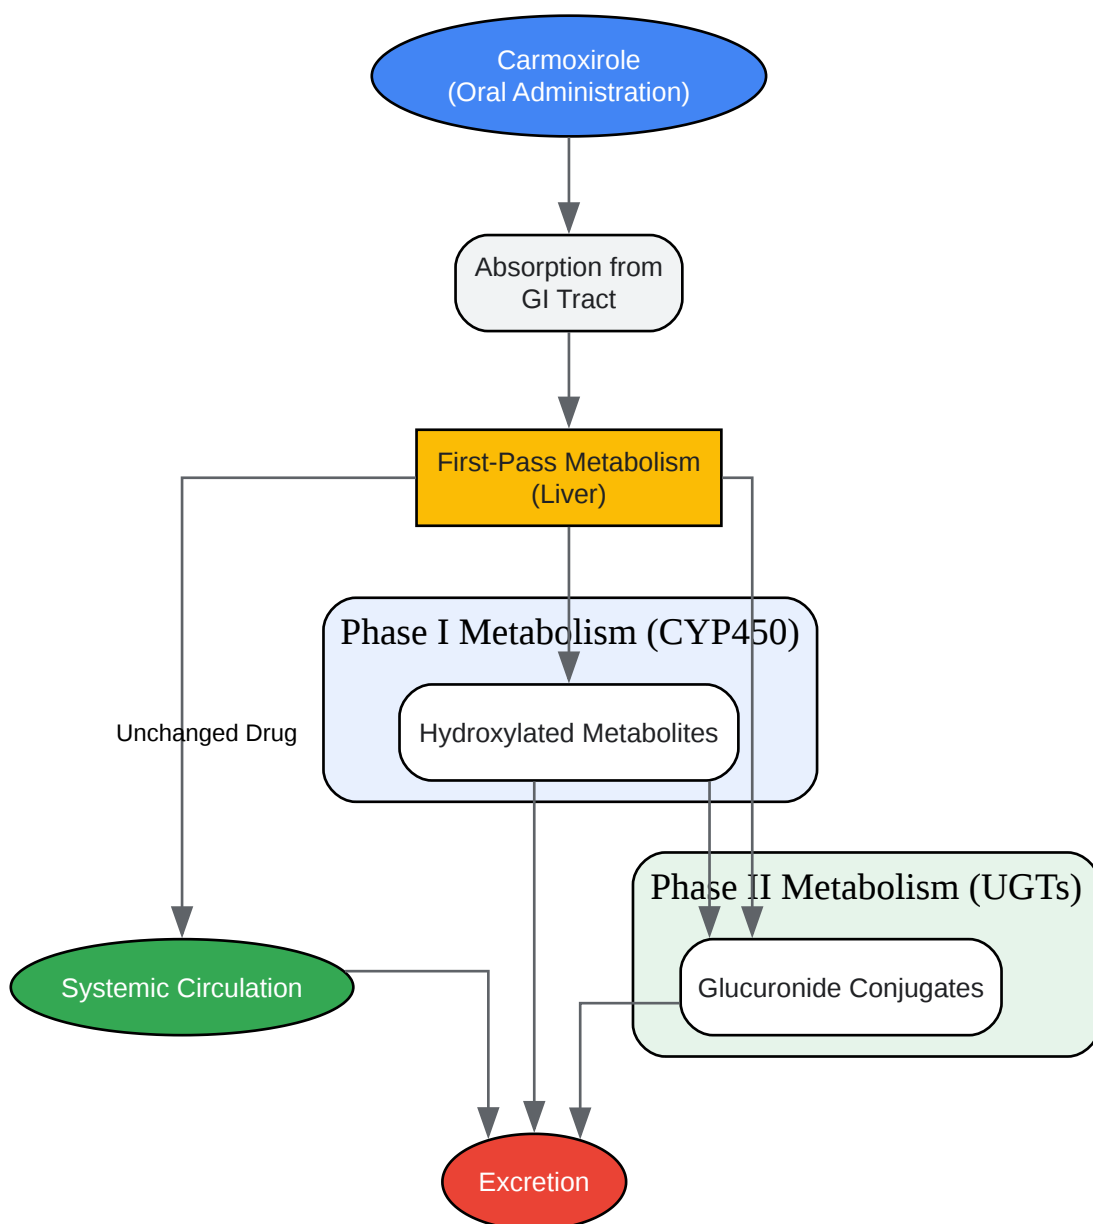 Carmoxirole
(Oral Administration)
Absorption from
GI Tract
First-Pass Metabolism
(Liver)
Phase I Metabolism (CYP450)
Hydroxylated Metabolites
Unchanged Drug
Phase II Metabolism (UGTs)
Systemic Circulation
Glucuronide Conjugates
Excretion